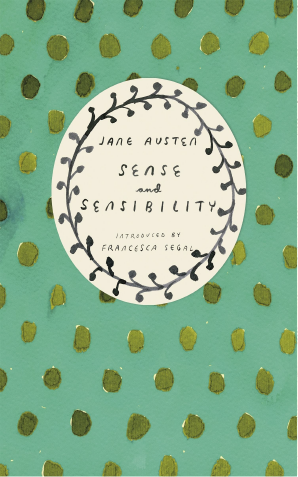 JANE AUSTEN
SENSE
and
SENSIBILITY
INTRODUCED BY
FRANCESCA SEGAL